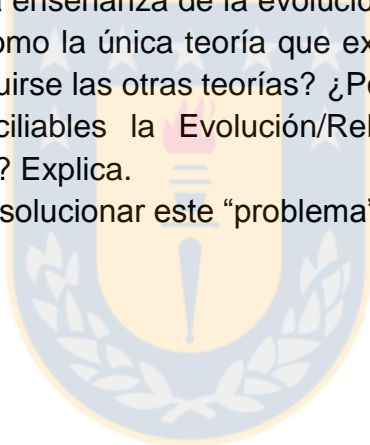 enseñanza de la evolució
omo la única teoría que ex
uirse las otras teorías? ¿P
ciliables la Evolución/Rel
? Explica.
solucionar este “problema”